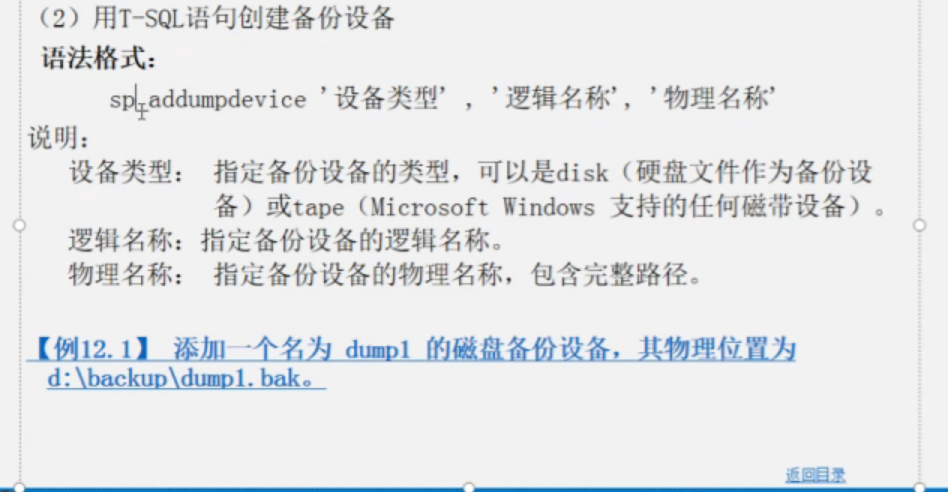 （2）用T-SQL语句创建备份设备
语法格式：
sp_addumpdevice '设备类型' , '逻辑名称', '物理名称'
说明：
设备类型： 指定备份设备的类型，可以是disk（硬盘文件作为备份设
备）或tape（Microsoft Windows 支持的任何磁带设备）。
逻辑名称：指定备份设备的逻辑名称。
物理名称： 指定备份设备的物理名称，包含完整路径。
【例12.1】 添加一个名为 dump1 的磁盘备份设备，其物理位置为
d:\backup\dump1.bak。
返回目录